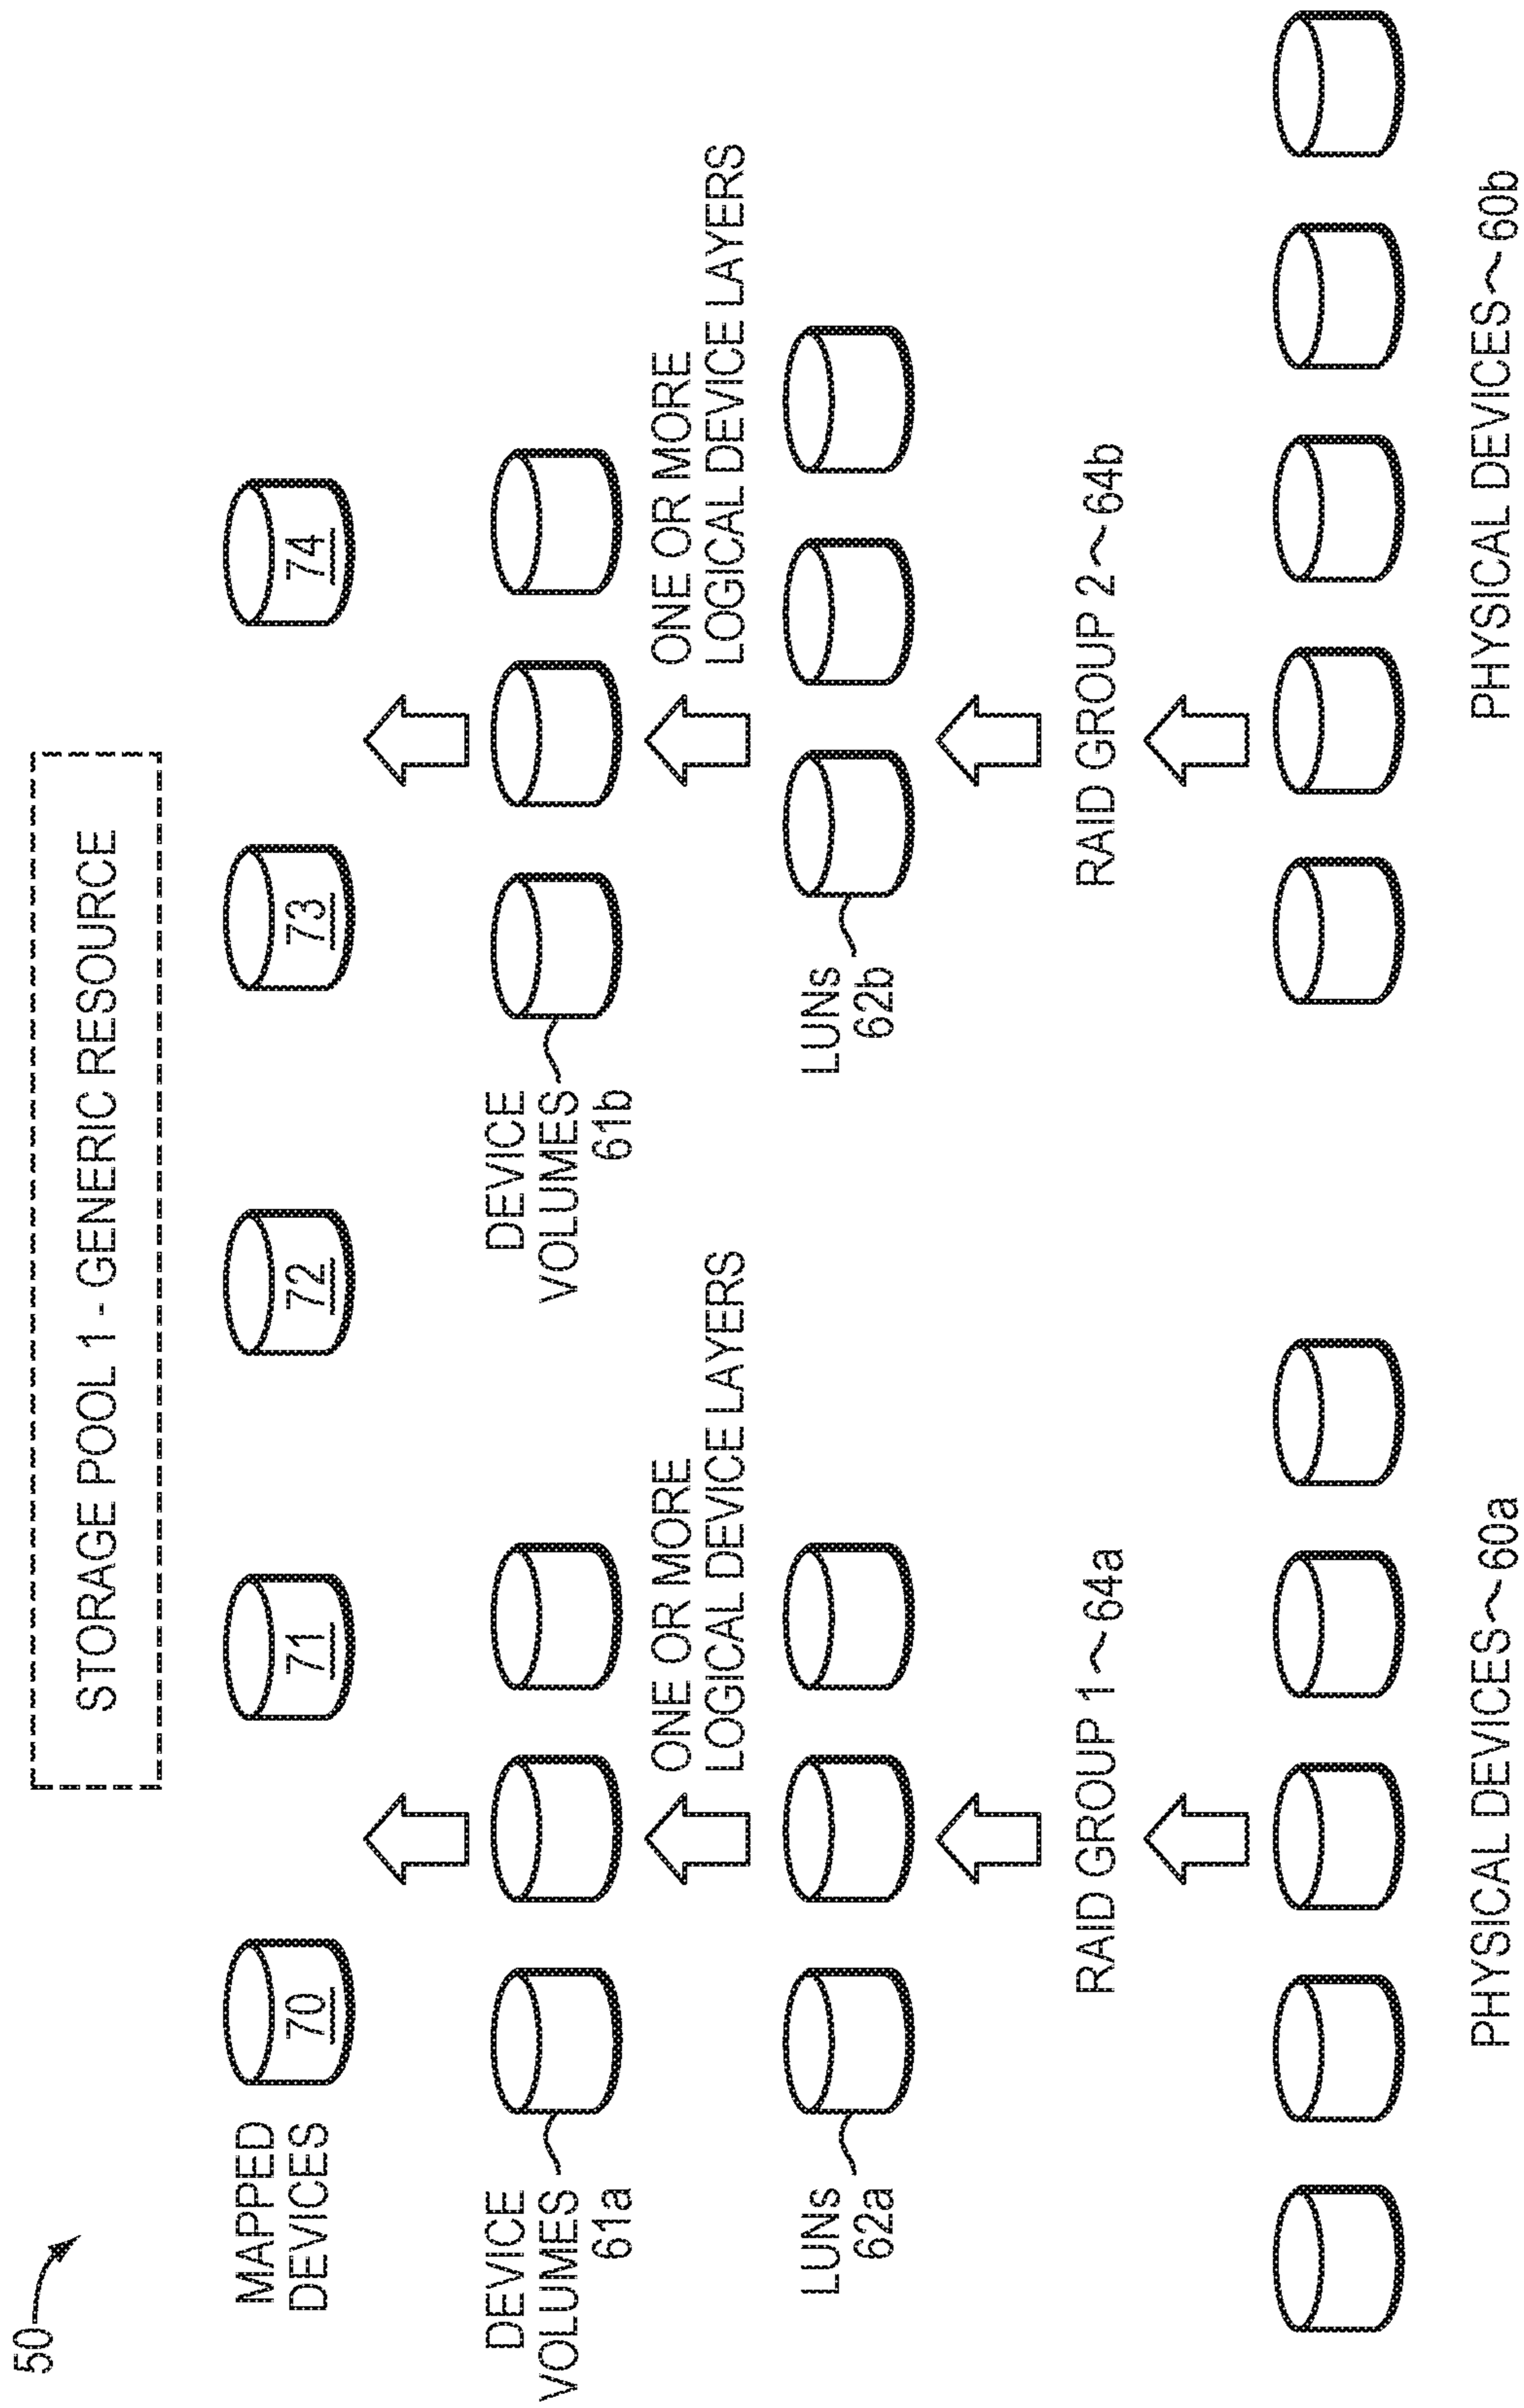 50
STORAGE POOL 1 - GENERIC RESOURCE
MAPPED
DEVICES
70
71
72
73
74
DEVICE
VOLUMES
61a
DEVICE
VOLUMES
61b
ONE OR MORE
LOGICAL DEVICE LAYERS
ONE OR MORE
LOGICAL DEVICE LAYERS
LUNs
62a
LUNs
62b
RAID GROUP 1~64a
RAID GROUP 2~64b
PHYSICAL DEVICES~60a
PHYSICAL DEVICES~60b